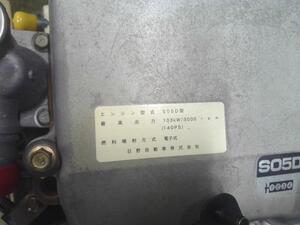 エンジン型式 S05D型
最高出力 103kW/3000r.p.m
(140PS)
燃料噴射方式 電子式
日野自動車株式会社
S05D